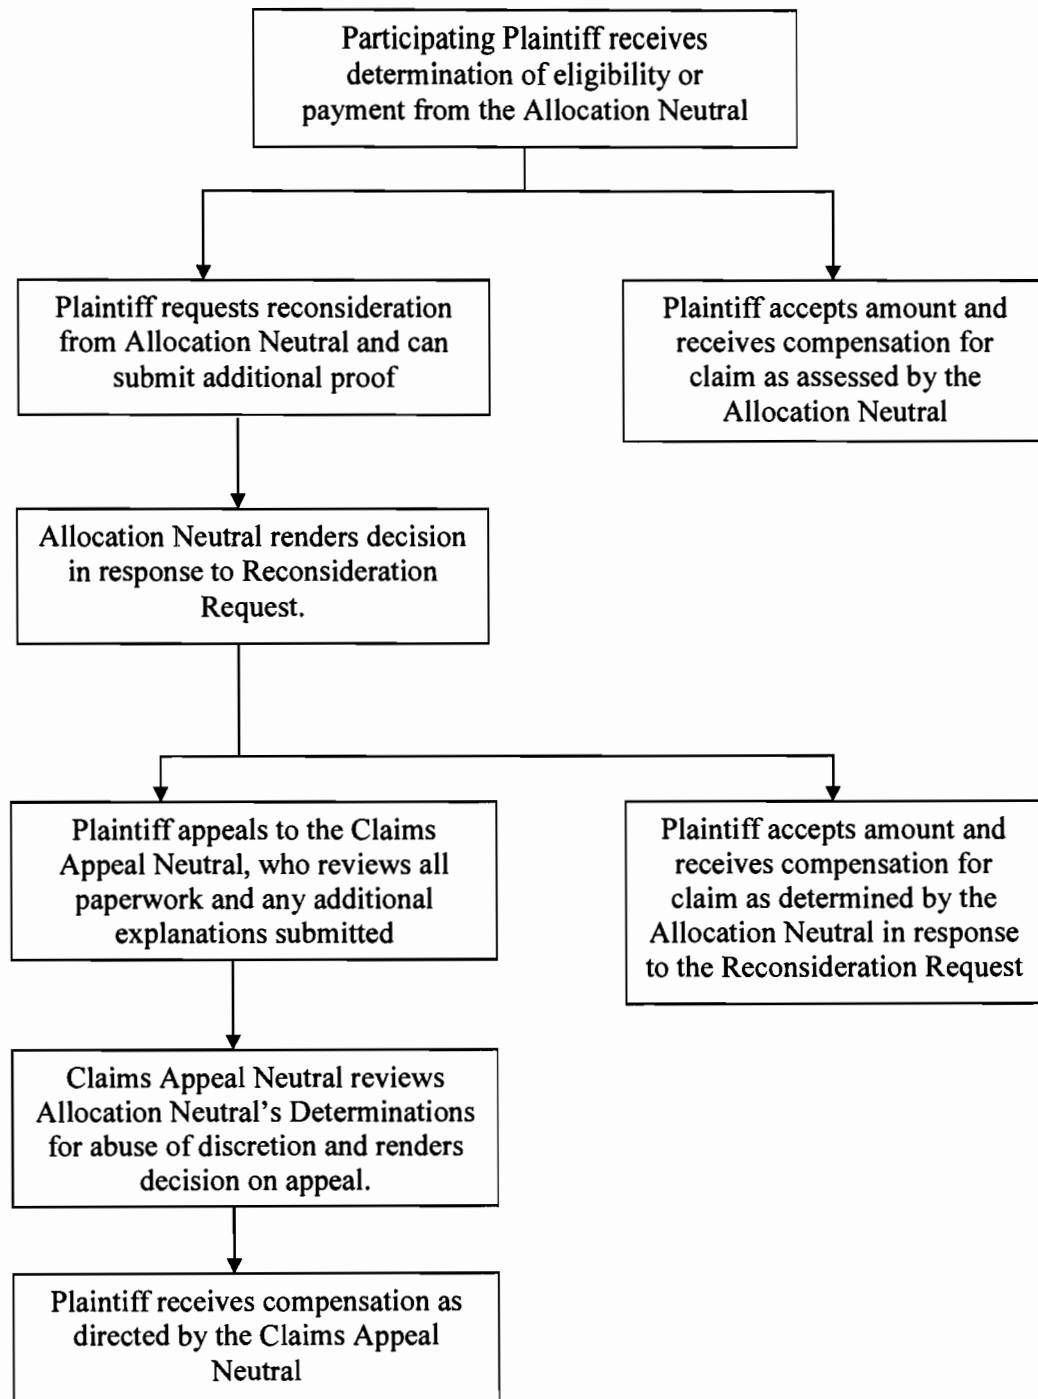 Participating Plaintiff receives
determination of eligibility or
payment from the Allocation Neutral
Plaintiff requests reconsideration
from Allocation Neutral and can
submit additional proof
Plaintiff accepts amount and
receives compensation for
claim as assessed by the
Allocation Neutral
Allocation Neutral renders decision
in response to Reconsideration
Request.
Plaintiff appeals to the Claims
Appeal Neutral, who reviews all
paperwork and any additional
explanations submitted
Plaintiff accepts amount and
receives compensation for
claim as determined by the
Allocation Neutral in response
to the Reconsideration Request
Claims Appeal Neutral reviews
Allocation Neutral’s Determinations
for abuse of discretion and renders
decision on appeal.
Plaintiff receives compensation as
directed by the Claims Appeal
Neutral